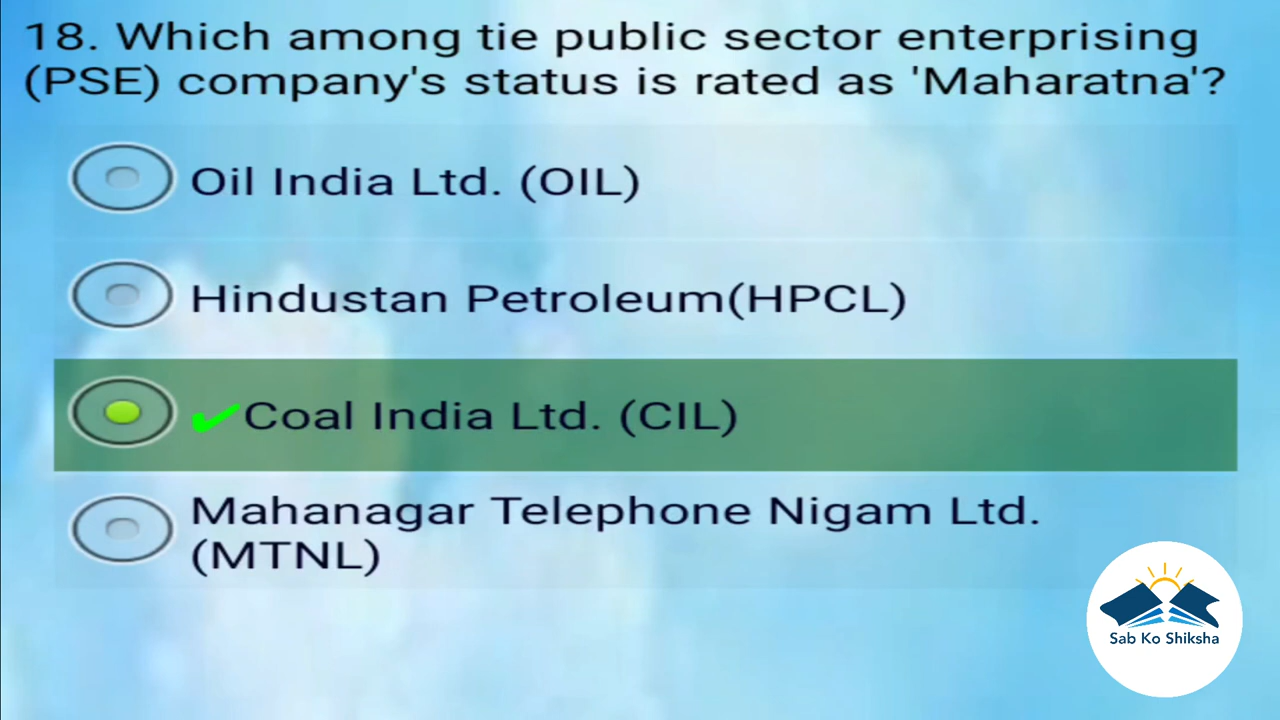 18. Which among tie public sector enterprising
(PSE) company's status is rated as 'Maharatna'?
Oil India Ltd. (OIL)
Hindustan Petroleum(HPCL)
✔Coal India Ltd. (CIL)
Mahanagar Telephone Nigam Ltd.
(MTNL)
Sab Ko Shiksha